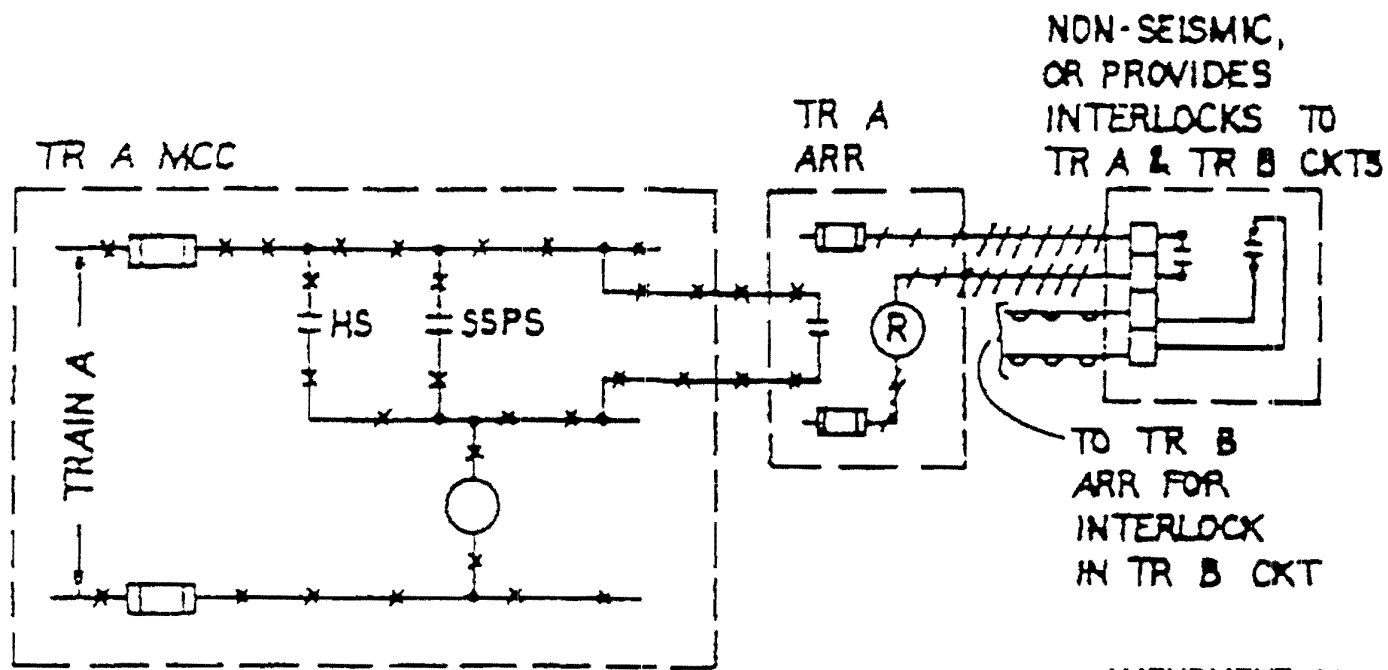 NON-SEISMIC,
OR PROVIDES
INTERLOCKS TO
TR A & TR B CKTS
TR A
ARR
TR A MCC
HS
SSPS
R
TRAIN A
TO TR B
ARR FOR
INTERLOCK
IN TR B CKT